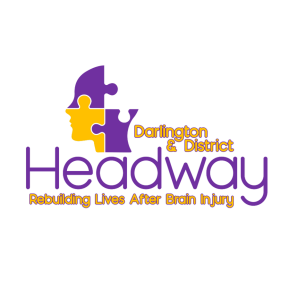 Darlington
& District
Headway
Rebuilding Lives After Brain Injury